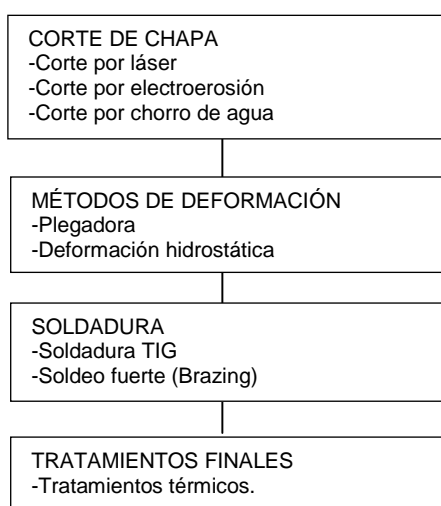 CORTE DE CHAPA
-Corte por láser
-Corte por electroerosión
-Corte por chorro de agua
MÉTODOS DE DEFORMACIÓN
-Plegadora
-Deformación hidrostática
SOLDADURA
-Soldadura TIG
-Soldeo fuerte (Brazing)
TRATAMIENTOS FINALES
-Tratamientos térmicos.